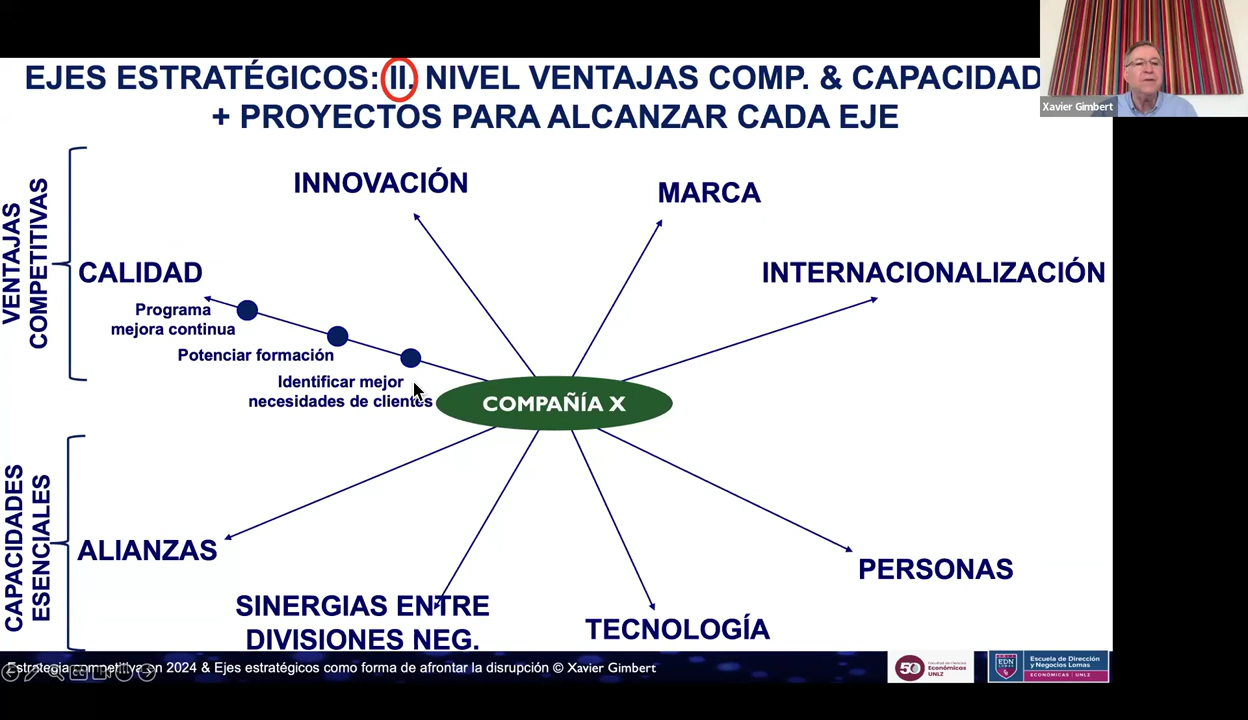 EJES ESTRATÉGICOS: II. NIVEL VENTAJAS COMP. & CAPACIDAD
+ PROYECTOS PARA ALCANZAR CADA EJE
Xavier Gimbert
VENTAJAS
COMPETITIVAS
INNOVACIÓN
MARCA
CALIDAD
INTERNACIONALIZACIÓN
Programa
mejora continua
Potenciar formación
Identificar mejor
necesidades de clientes
COMPAÑÍA X
CAPACIDADES
ESENCIALES
ALIANZAS
PERSONAS
SINERGIAS ENTRE
DIVISIONES NEG.
TECNOLOGÍA
Estrategia competitiva en 2024 & Ejes estratégicos como forma de afrontar la disrupción © Xavier Gimbert
50
Facultad de Ciencias
Económicas
UNLZ
EDN
LOMAS
Escuela de Dirección
y Negocios Lomas
ECONÓMICAS | UNLZ